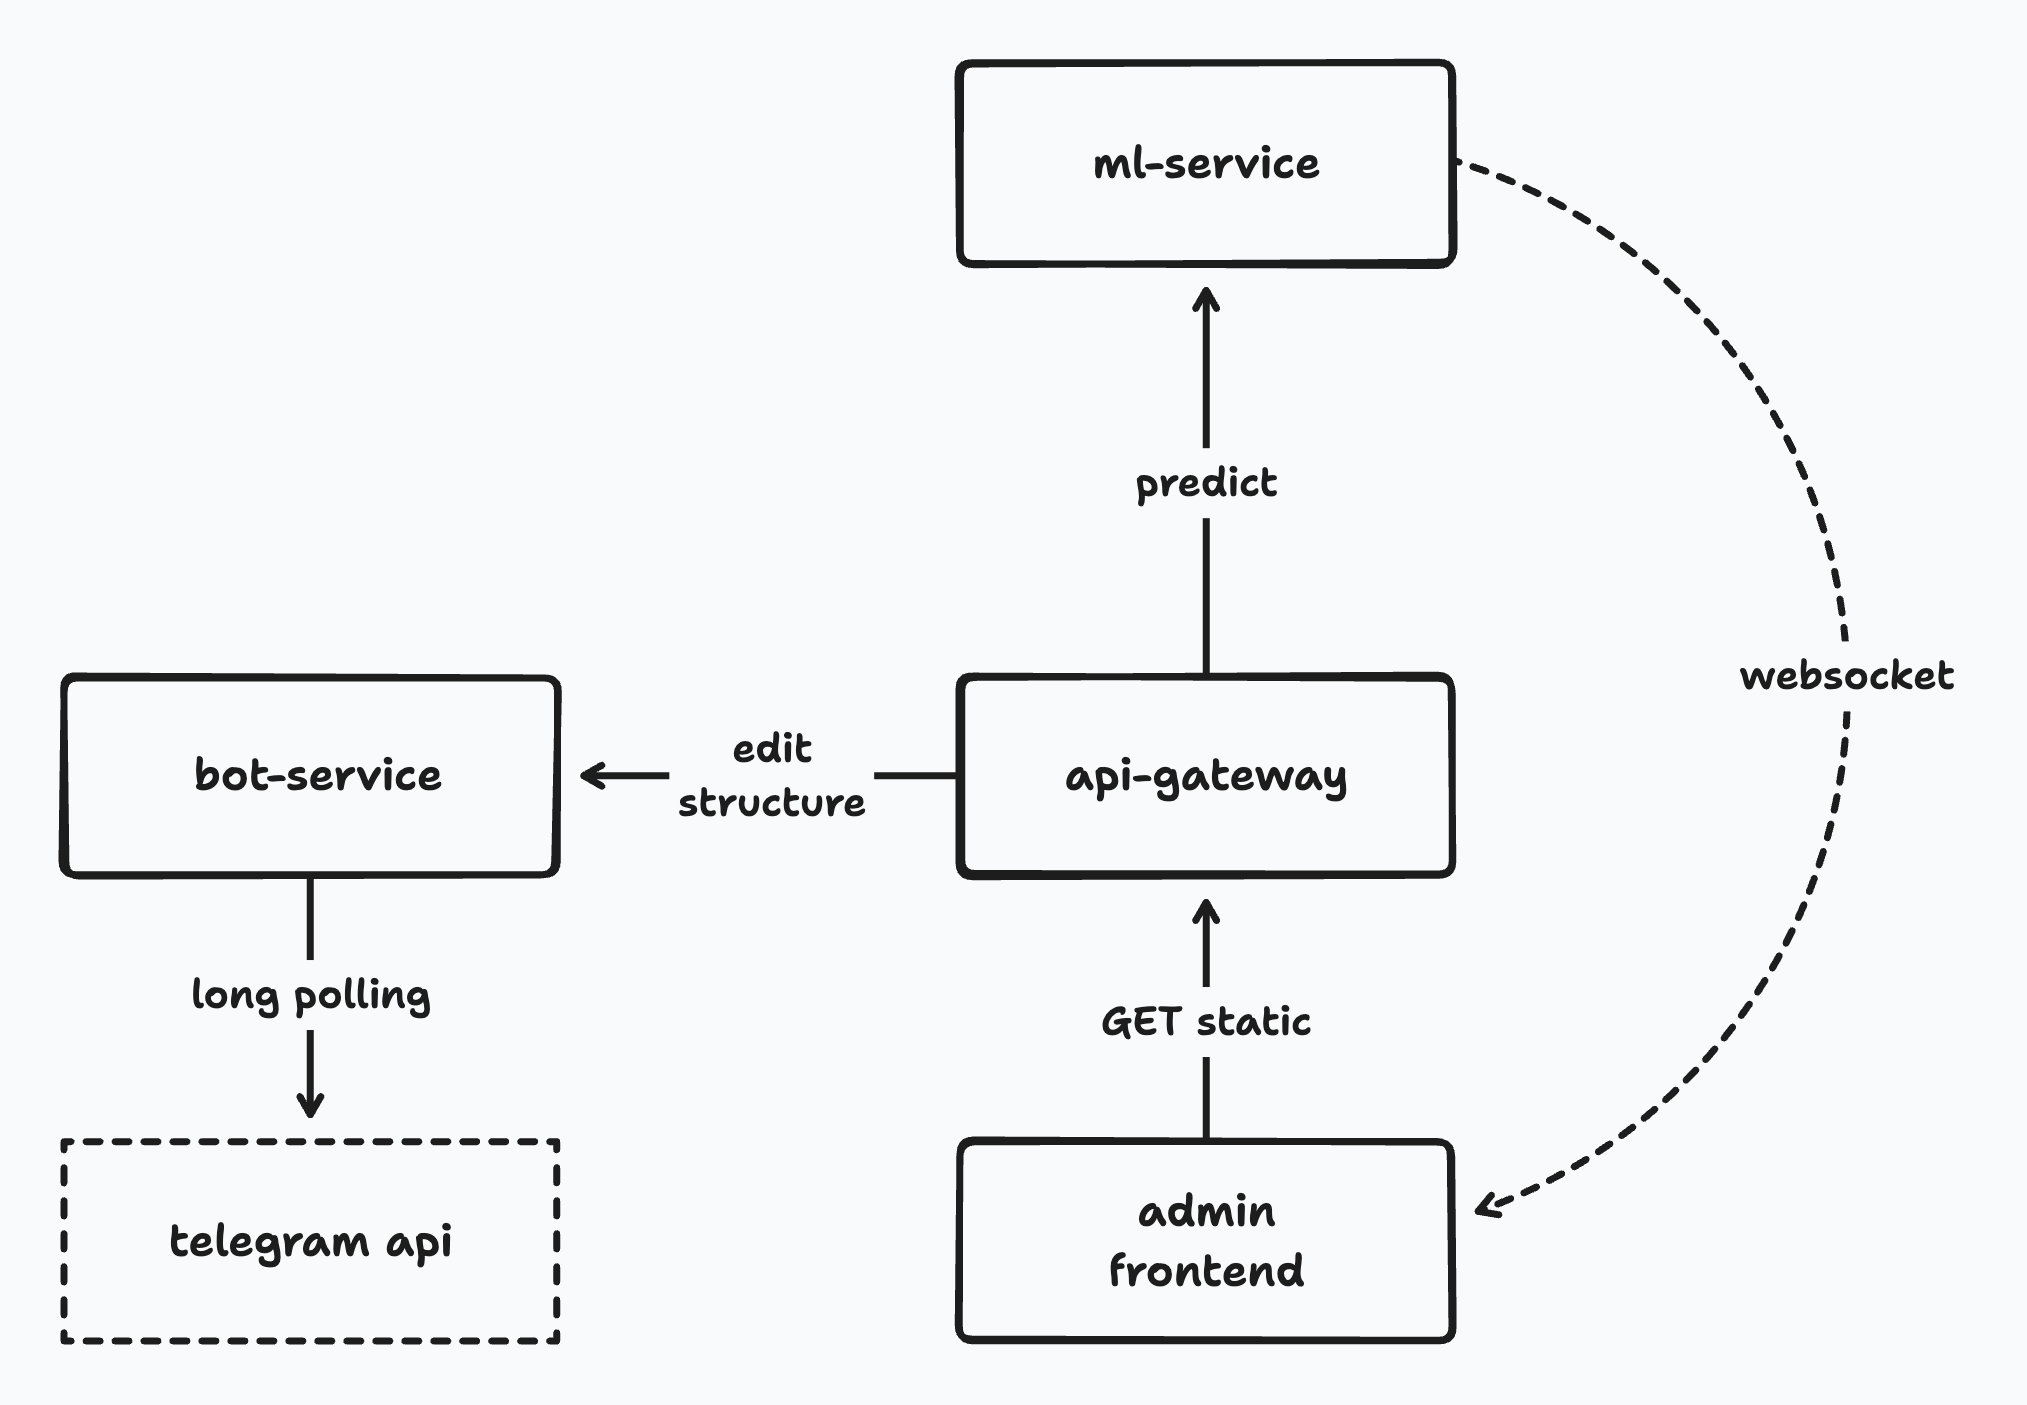 ml-service
predict
websocket
bot-service
edit
structure
api-gateway
long polling
GET static
telegram api
admin
frontend